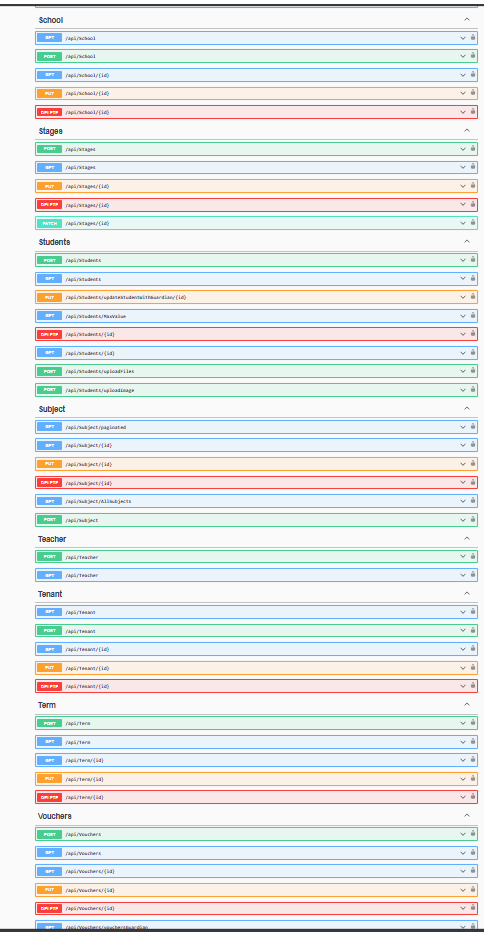 School
GET /api/School
POST /api/School
GET /api/School/{id}
PUT /api/School/{id}
DELETE /api/School/{id}
Stages
POST /api/Stages
GET /api/Stages
PUT /api/Stages/{id}
DELETE /api/Stages/{id}
PATCH /api/Stages/{id}
Students
POST /api/Students
GET /api/Students
PUT /api/Students/updateStudentWithGuardian/{id}
GET /api/Students/MaxValue
DELETE /api/Students/{id}
GET /api/Students/{id}
POST /api/Students/uploadFiles
POST /api/Students/uploadImage
Subject
GET /api/Subject/paginated
GET /api/Subject/{id}
PUT /api/Subject/{id}
DELETE /api/Subject/{id}
GET /api/Subject/AllSubjects
POST /api/Subject
Teacher
POST /api/Teacher
GET /api/Teacher
Tenant
GET /api/Tenant
POST /api/Tenant
GET /api/Tenant/{id}
PUT /api/Tenant/{id}
DELETE /api/Tenant/{id}
Term
POST /api/Term
GET /api/Term
GET /api/Term/{id}
PUT /api/Term/{id}
DELETE /api/Term/{id}
Vouchers
POST /api/Vouchers
GET /api/Vouchers
GET /api/Vouchers/{id}
PUT /api/Vouchers/{id}
DELETE /api/Vouchers/{id}
GET /api/Vouchers/vouchersGuardian